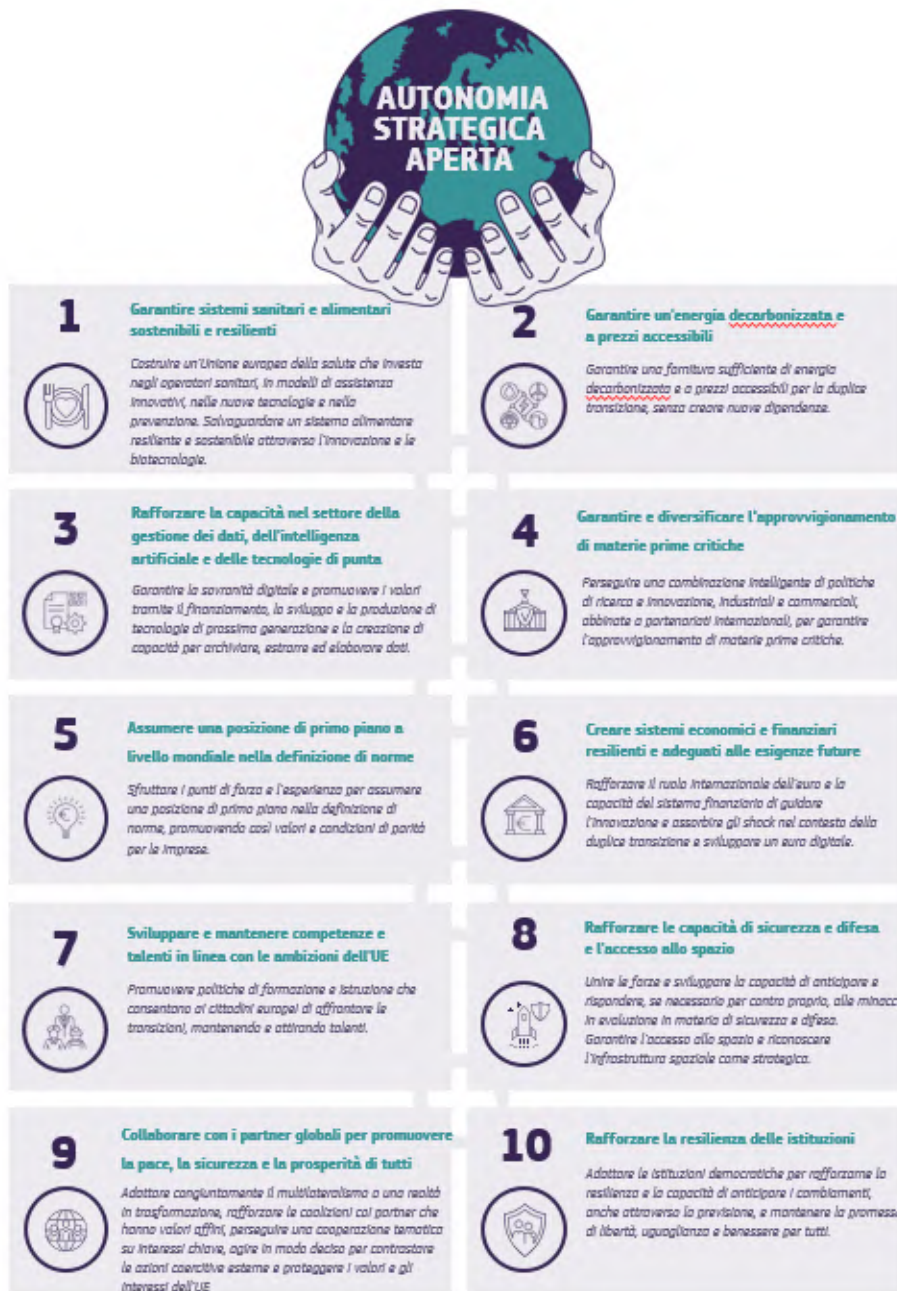 AUTONOMIA
STRATEGICA
APERTA
1
Garantire sistemi sanitari e alimentari
sostenibili e resilienti
Costruire un'Unione europea della salute che investa
negli operatori sanitari, in modelli di assistenza
innovativi, nelle nuove tecnologie e nella
prevenzione. Salvaguardare un sistema alimentare
resiliente e sostenibile attraverso l'innovazione e le
biotecnologie.
2
Garantire un'energia decarbonizzata e
a prezzi accessibili
Garantire una fornitura sufficiente di energia
decarbonizzata e a prezzi accessibili per la duplice
transizione, senza creare nuove dipendenze.
3
Rafforzare la capacità nel settore della
gestione dei dati, dell'intelligenza
artificiale e delle tecnologie di punta
Garantire la sovranità digitale e promuovere i valori
tramite il finanziamento, lo sviluppo e la produzione di
tecnologie di prossima generazione e la creazione di
capacità per archiviare, estrarre ed elaborare dati.
4
Garantire e diversificare l'approvvigionamento
di materie prime critiche
Perseguire una combinazione intelligente di politiche
di ricerca e innovazione, industriali e commerciali,
abbinate a partenariati internazionali, per garantire
l'approvvigionamento di materie prime critiche.
5
Assumere una posizione di primo piano a
livello mondiale nella definizione di norme
Sfruttare i punti di forza e l'esperienza per assumere
una posizione di primo piano nella definizione di
norme, promuovendo così valori e condizioni di parità
per le imprese.
6
Creare sistemi economici e finanziari
resilienti e adeguati alle esigenze future
Rafforzare il ruolo internazionale dell'euro e la
capacità del sistema finanziario di guidare
l'innovazione e assorbire gli shock nel contesto della
duplice transizione e sviluppare un euro digitale.
7
Sviluppare e mantenere competenze e
talenti in linea con le ambizioni dell'UE
Promuovere politiche di formazione e istruzione che
consentano ai cittadini europei di affrontare le
transizioni, mantenendo e attirando talenti.
8
Rafforzare le capacità di sicurezza e difesa
e l'accesso allo spazio
Unire le forze e sviluppare la capacità di anticipare e
rispondere, se necessario per contro proprio, alle minacc
in evoluzione in materia di sicurezza e difesa.
Garantire l'accesso allo spazio e riconoscere
l'infrastruttura spaziale come strategica.
9
Collaborare con i partner globali per promuovere
la pace, la sicurezza e la prosperità di tutti
Adattare congiuntamente il multilateralismo a una realtà
in trasformazione, rafforzare le coalizioni coi partner che
hanno valori affini, perseguire una cooperazione tematica
su interessi chiave, agire in modo deciso per contrastare
le azioni coercitive esterne e proteggere i valori e gli
interessi dell'UE
10
Rafforzare la resilienza delle istituzioni
Adattare le istituzioni democratiche per rafforzarne la
resilienza e la capacità di anticipare i cambiamenti,
anche attraverso la previsione, e mantenere la promessa
di libertà, uguaglianza e benessere per tutti.